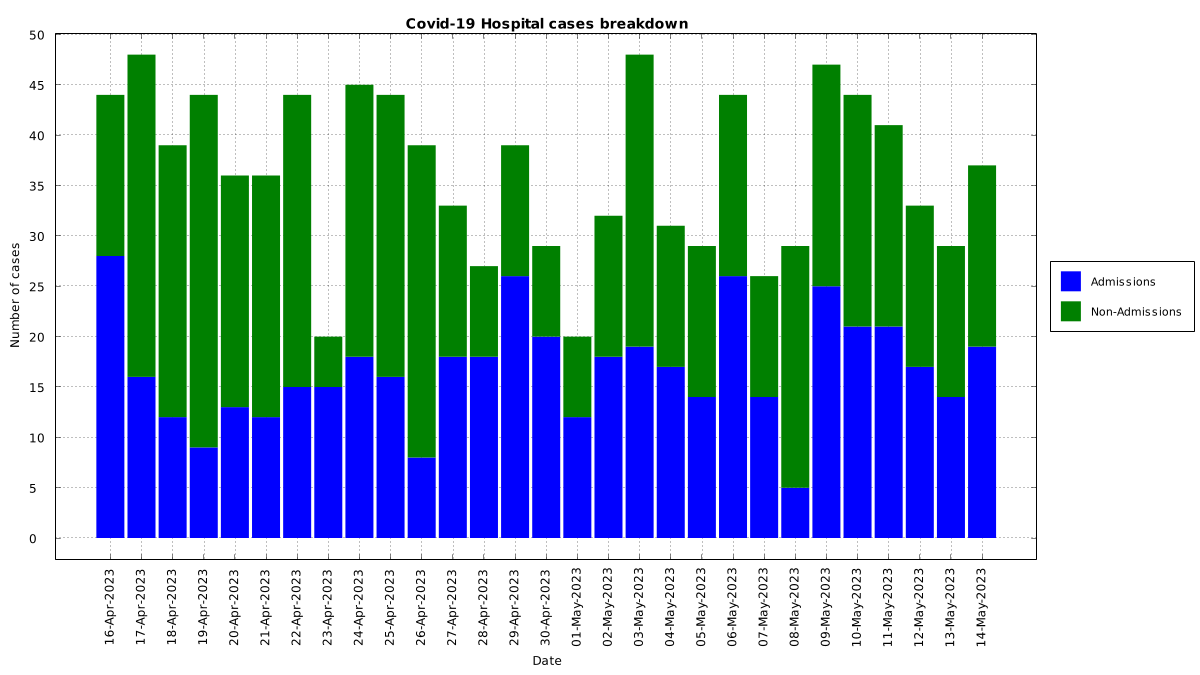 Covid-19 Hospital cases breakdown
50
45
40
35
30
25
20
15
10
5
0
Number of cases
16-Apr-2023
17-Apr-2023
18-Apr-2023
19-Apr-2023
20-Apr-2023
21-Apr-2023
22-Apr-2023
23-Apr-2023
24-Apr-2023
25-Apr-2023
26-Apr-2023
27-Apr-2023
28-Apr-2023
29-Apr-2023
30-Apr-2023
01-May-2023
02-May-2023
03-May-2023
04-May-2023
05-May-2023
06-May-2023
07-May-2023
08-May-2023
09-May-2023
10-May-2023
11-May-2023
12-May-2023
13-May-2023
14-May-2023
Date
Admissions
Non-Admissions